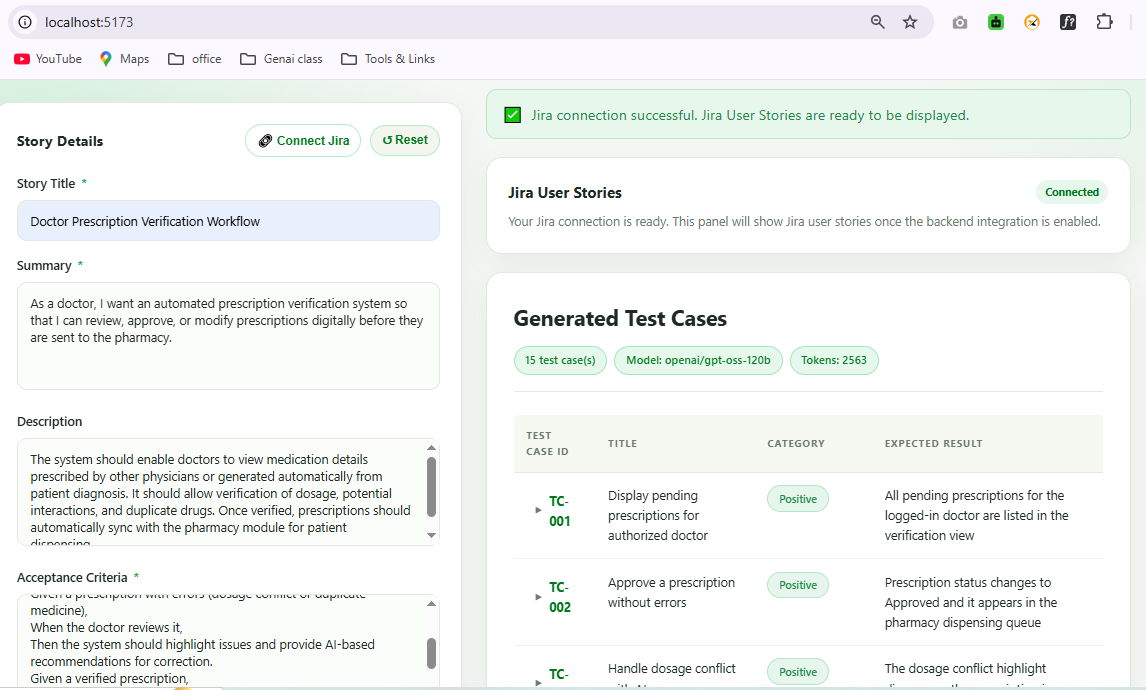 localhost:5173
YouTube
Maps
office
Genai class
Tools & Links
Story Details
Connect Jira
↺ Reset
Story Title *
Doctor Prescription Verification Workflow
Summary *
As a doctor, I want an automated prescription verification system so
that I can review, approve, or modify prescriptions digitally before they
are sent to the pharmacy.
Description
The system should enable doctors to view medication details
prescribed by other physicians or generated automatically from
patient diagnosis. It should allow verification of dosage, potential
interactions, and duplicate drugs. Once verified, prescriptions should
automatically sync with the pharmacy module for patient
dispensing
Acceptance Criteria *
Given a prescription with errors (dosage conflict or duplicate
medicine),
When the doctor reviews it,
Then the system should highlight issues and provide AI-based
recommendations for correction.
Given a verified prescription,
Jira connection successful. Jira User Stories are ready to be displayed.
Jira User Stories
Connected
Your Jira connection is ready. This panel will show Jira user stories once the backend integration is enabled.
Generated Test Cases
15 test case(s)
Model: openai/gpt-oss-120b
Tokens: 2563
TEST
CASE ID
TITLE
CATEGORY
EXPECTED RESULT
TC-
001
Display pending
prescriptions for
authorized doctor
Positive
All pending prescriptions for the
logged-in doctor are listed in the
verification view
TC-
002
Approve a prescription
without errors
Positive
Prescription status changes to
Approved and it appears in the
pharmacy dispensing queue
TC-
Handle dosage conflict
Positive
The dosage conflict highlight